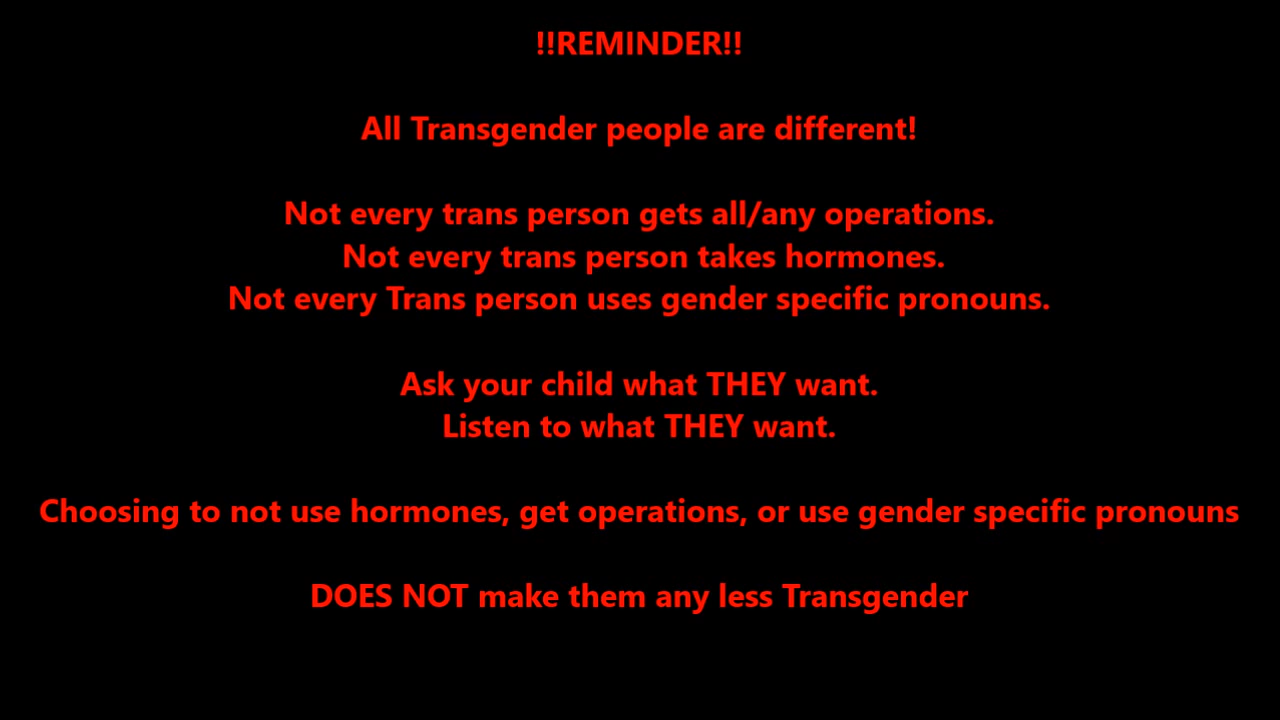 !!REMINDER!!
All Transgender people are different!
Not every trans person gets all/any operations.
Not every trans person takes hormones.
Not every Trans person uses gender specific pronouns.
Ask your child what THEY want.
Listen to what THEY want.
Choosing to not use hormones, get operations, or use gender specific pronouns
DOES NOT make them any less Transgender